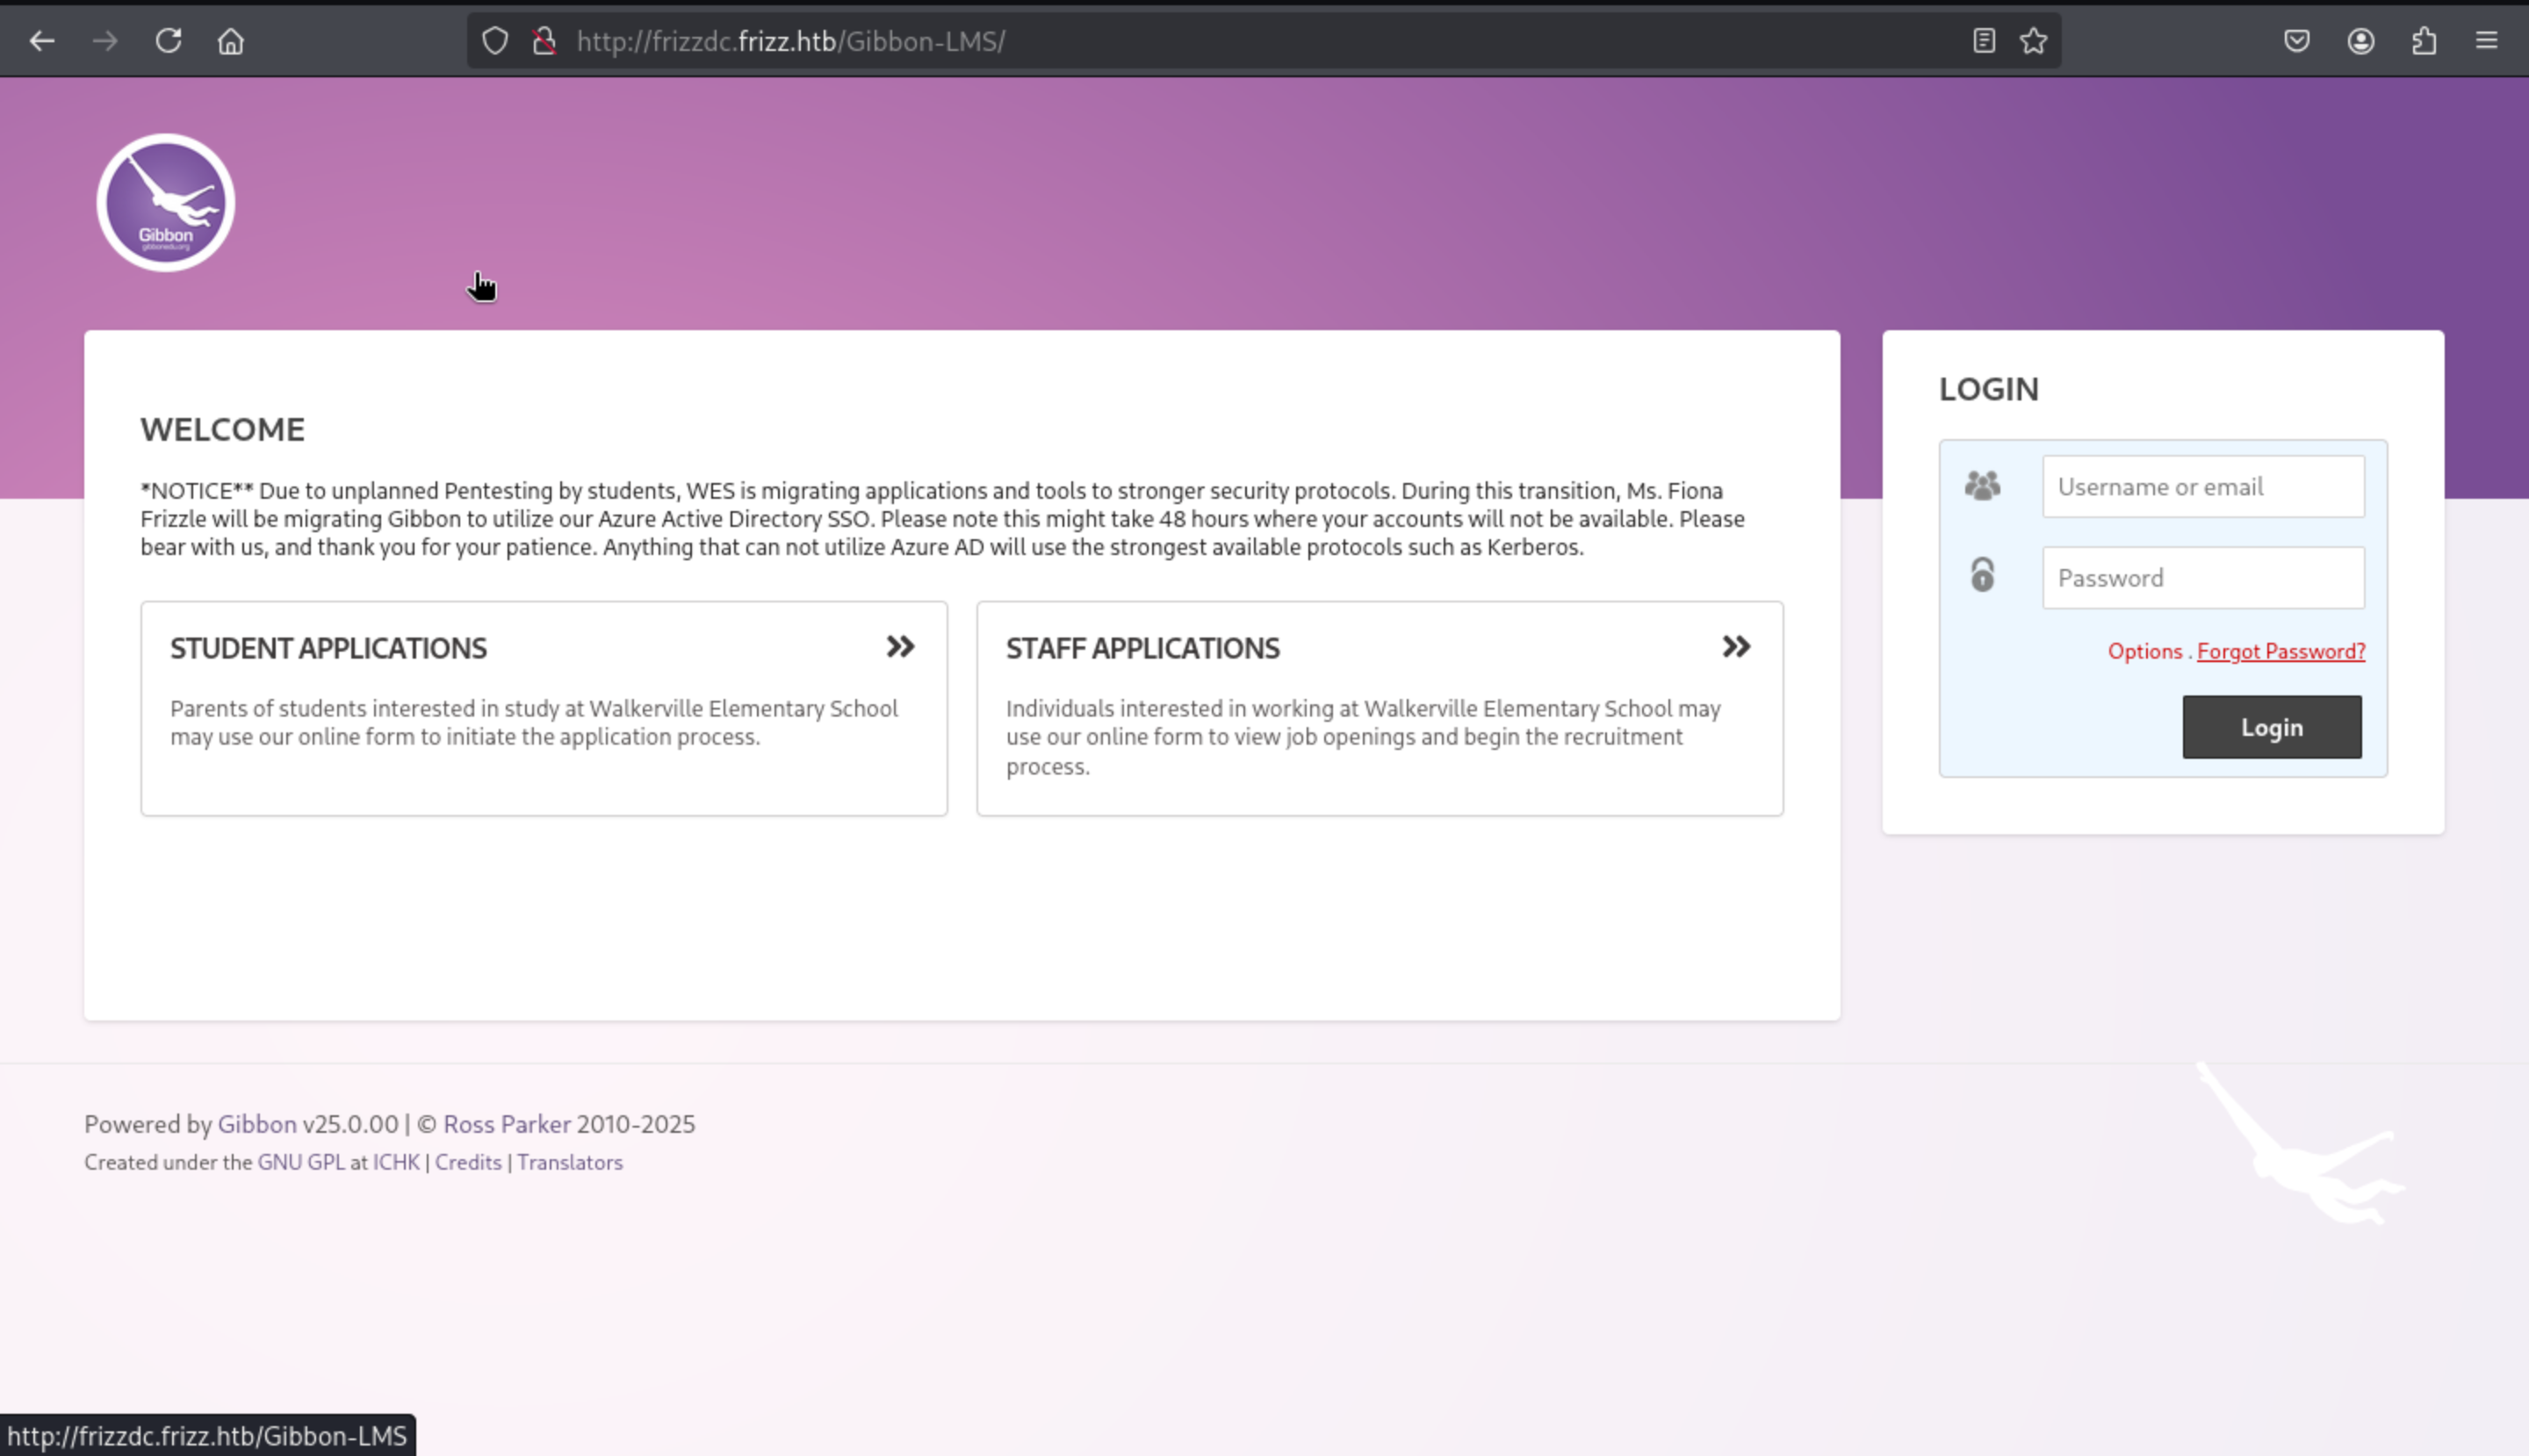 http://frizzdc.frizz.htb/Gibbon-LMS/
Gibbon
gibbonedu.org
WELCOME
*NOTICE** Due to unplanned Pentesting by students, WES is migrating applications and tools to stronger security protocols. During this transition, Ms. Fiona
Frizzle will be migrating Gibbon to utilize our Azure Active Directory SSO. Please note this might take 48 hours where your accounts will not be available. Please
bear with us, and thank you for your patience. Anything that can not utilize Azure AD will use the strongest available protocols such as Kerberos.
STUDENT APPLICATIONS
Parents of students interested in study at Walkerville Elementary School
may use our online form to initiate the application process.
STAFF APPLICATIONS
Individuals interested in working at Walkerville Elementary School may
use our online form to view job openings and begin the recruitment
process.
LOGIN
Username or email
Password
Options . Forgot Password?
Login
Powered by Gibbon v25.0.00 | © Ross Parker 2010-2025
Created under the GNU GPL at ICHK | Credits | Translators
http://frizzdc.frizz.htb/Gibbon-LMS